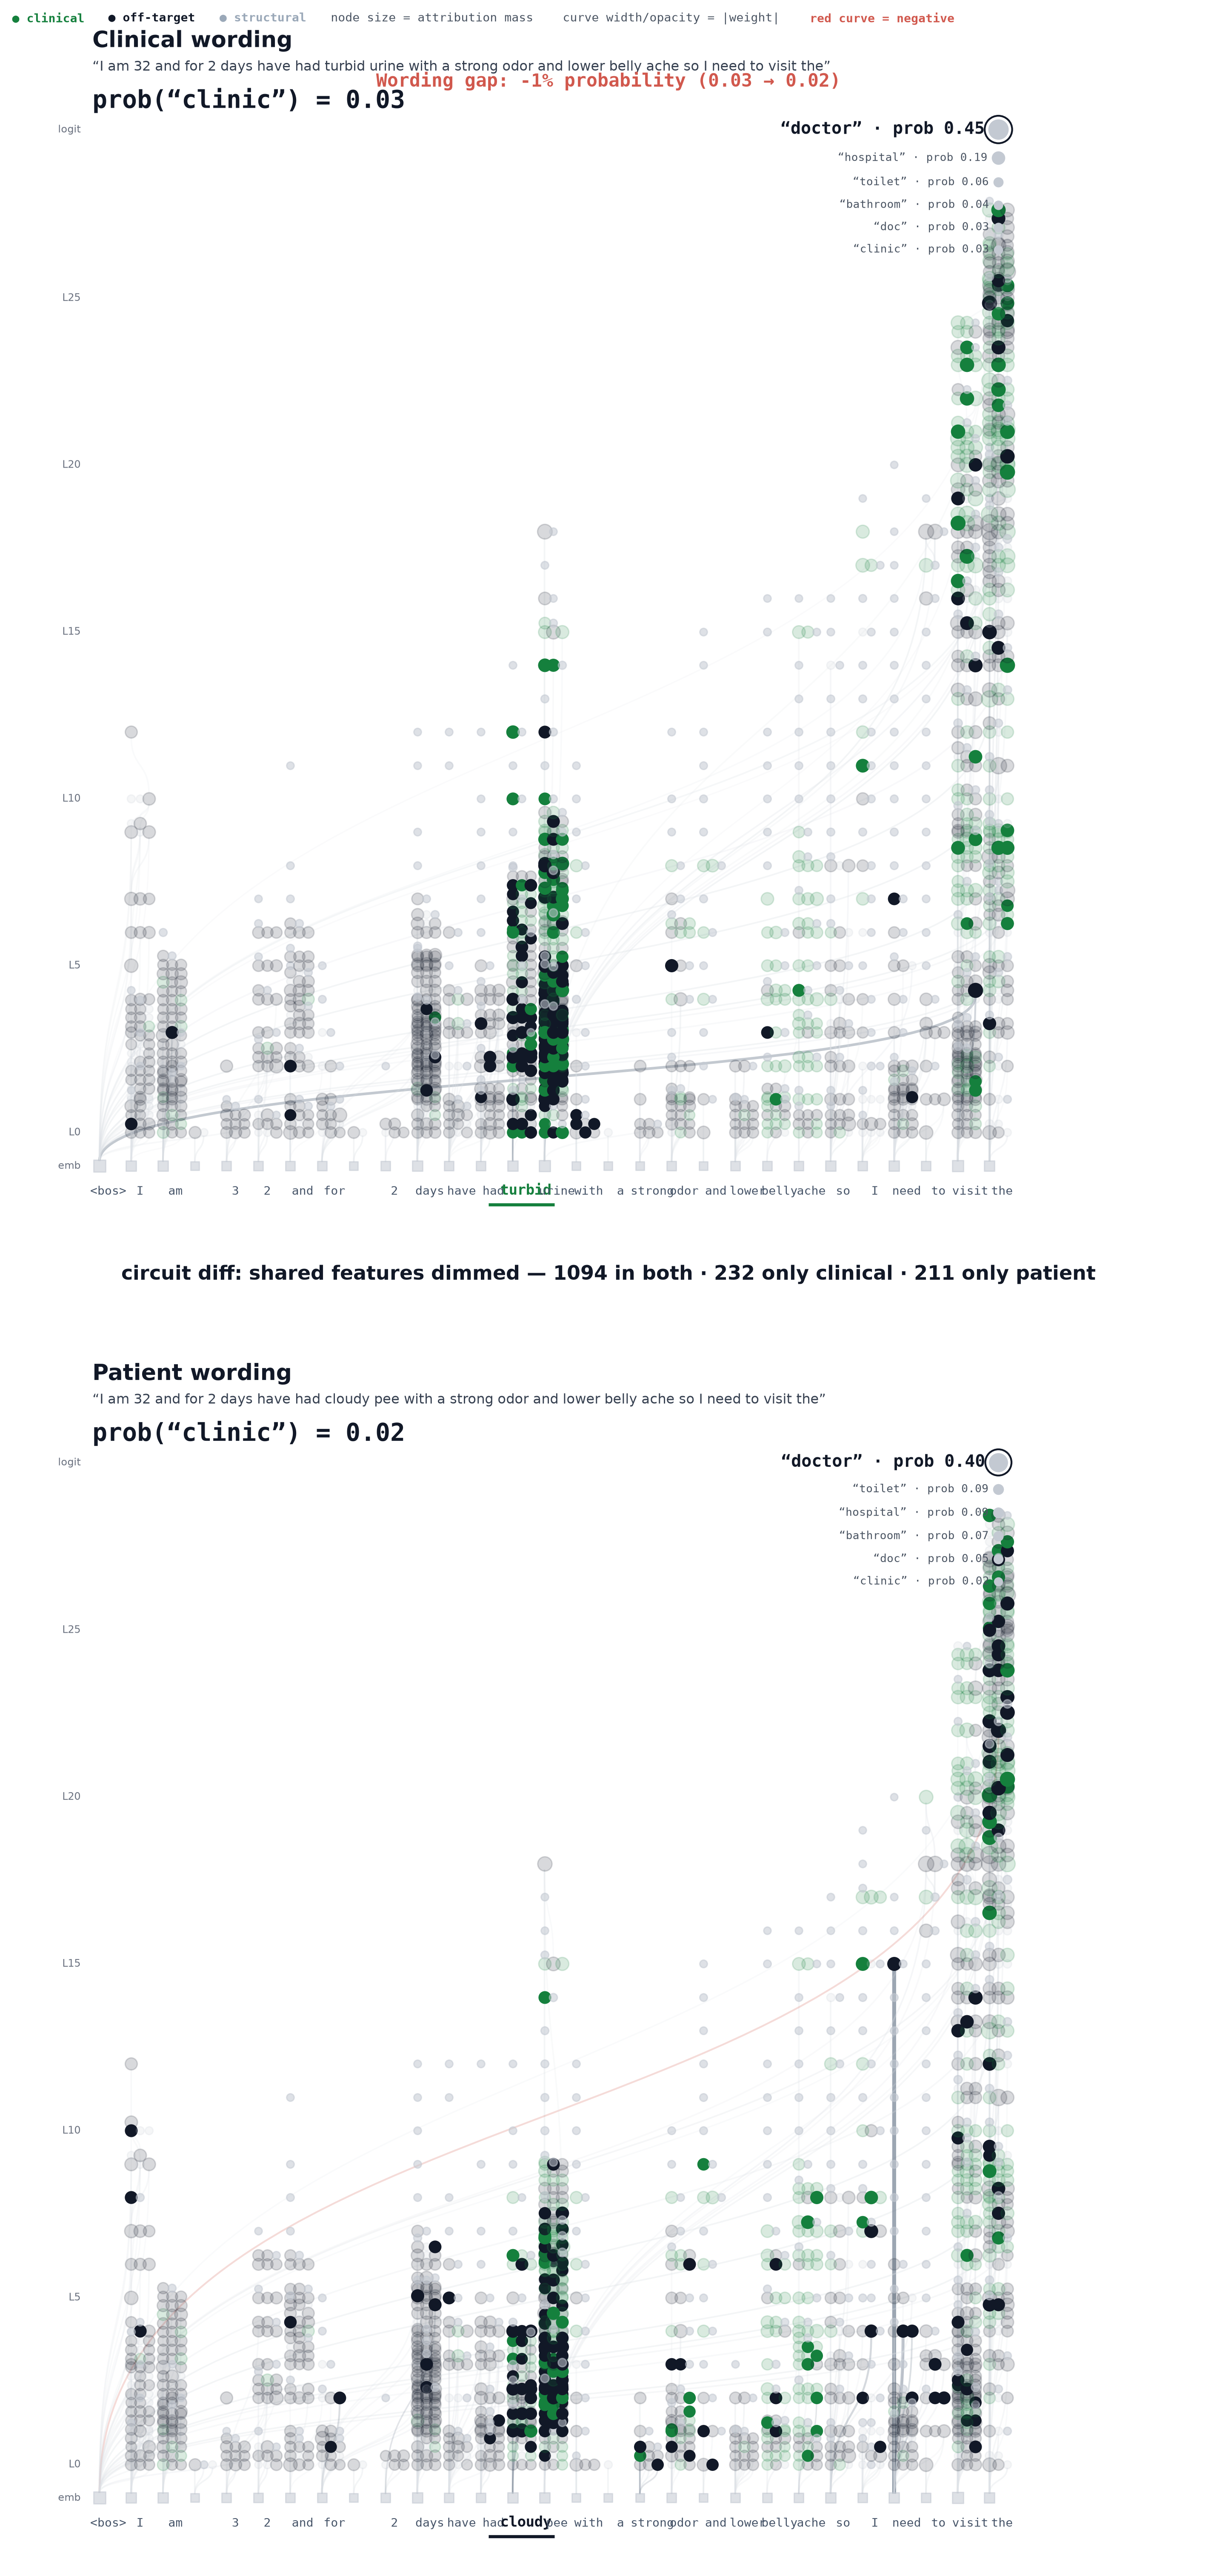 ● clinical ● off-target ● structural node size = attribution mass curve width/opacity = |weight| red curve = negative
Clinical wording
“I am 32 and for 2 days have had turbid urine with a strong odor and lower belly ache so I need to visit the”
Wording gap: -1% probability (0.03 → 0.02)
prob(“clinic”) = 0.03
logit
“doctor” · prob 0.45
“hospital” · prob 0.19
“toilet” · prob 0.06
“bathroom” · prob 0.04
“doc” · prob 0.03
“clinic” · prob 0.03
L25
L20
L15
L10
L5
L0
emb
<bos> I am 3 2 and for 2 days have had turbid urine with a strong odor and lower belly ache so I need to visit the
circuit diff: shared features dimmed — 1094 in both · 232 only clinical · 211 only patient
Patient wording
“I am 32 and for 2 days have had cloudy pee with a strong odor and lower belly ache so I need to visit the”
prob(“clinic”) = 0.02
logit
“doctor” · prob 0.40
“toilet” · prob 0.09
“hospital” · prob 0.09
“bathroom” · prob 0.07
“doc” · prob 0.05
“clinic” · prob 0.02
L25
L20
L15
L10
L5
L0
emb
<bos> I am 3 2 and for 2 days have had cloudy pee with a strong odor and lower belly ache so I need to visit the